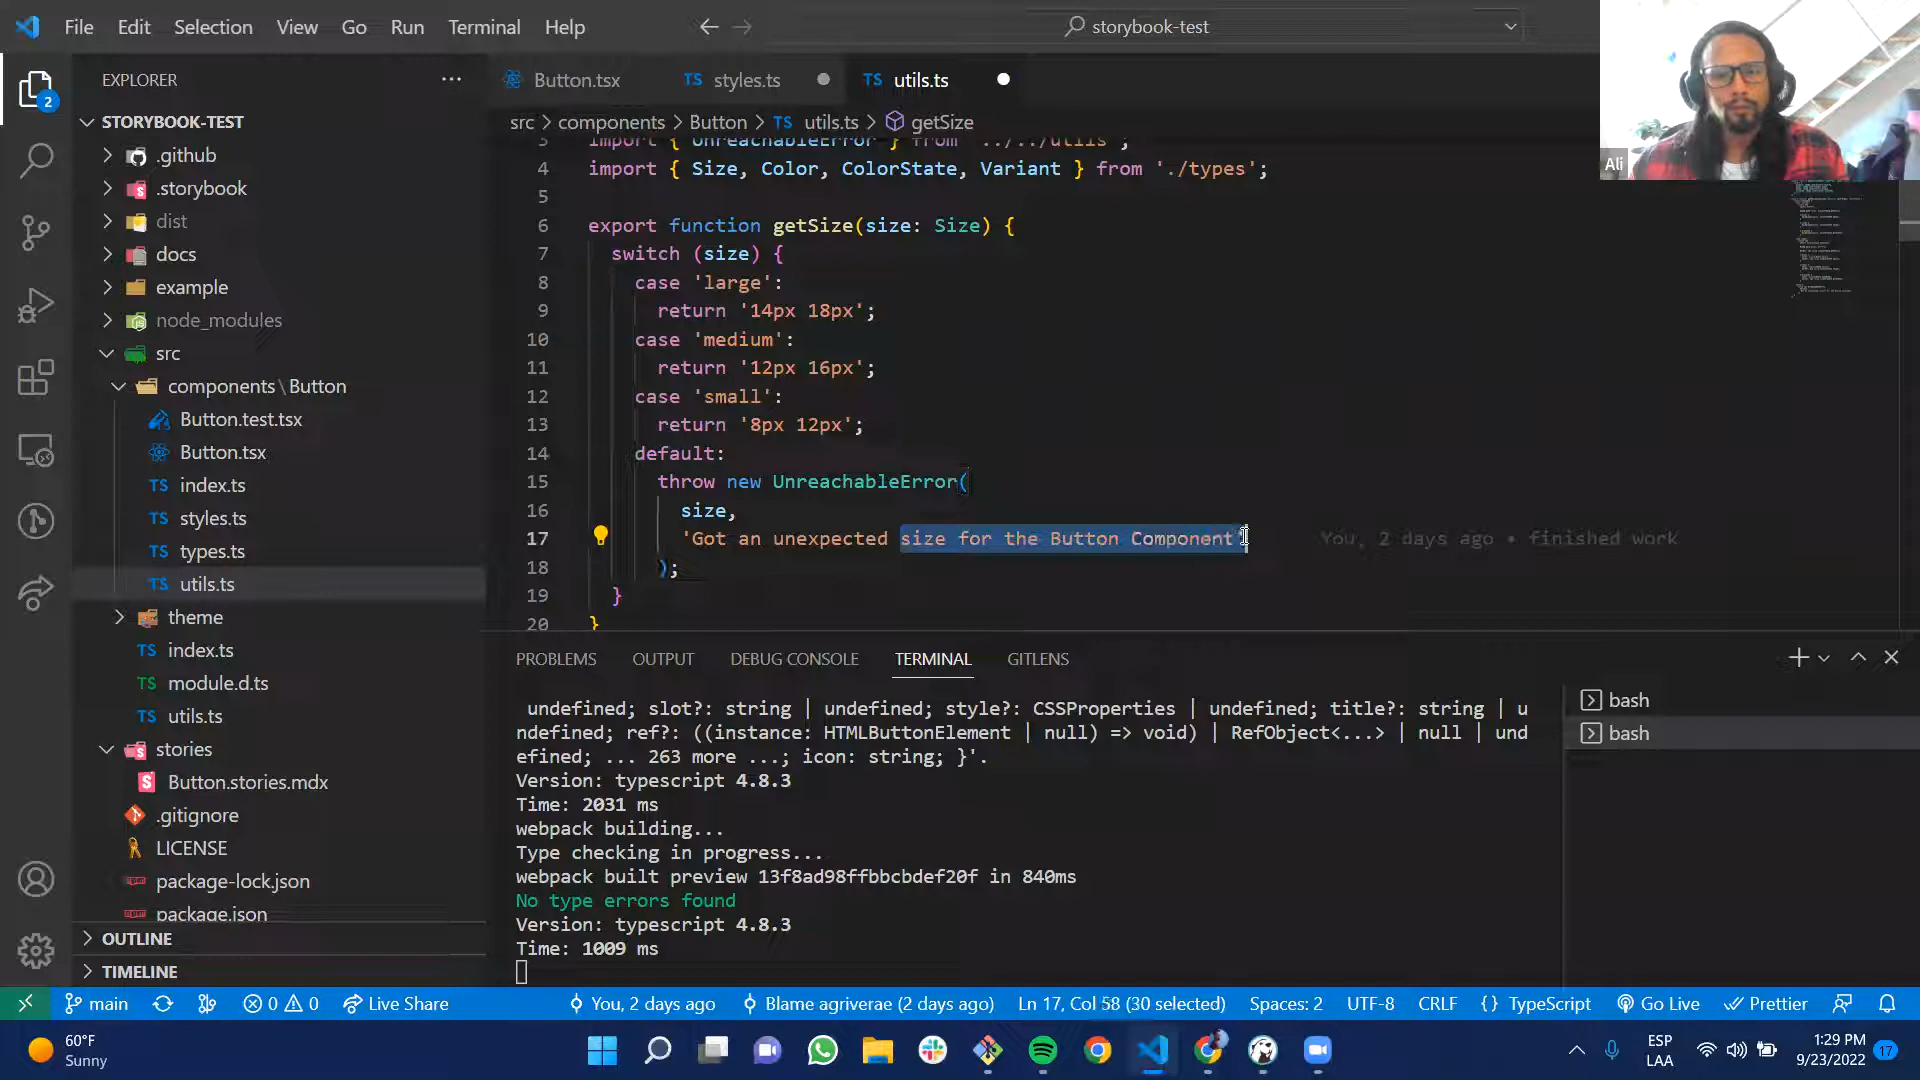 File Edit Selection View Go Run Terminal Help
storybook-test
EXPLORER
Button.tsx
styles.ts
utils.ts
2
STORYBOOK-TEST
.github
.storybook
dist
docs
example
node_modules
src
components\Button
Button.test.tsx
Button.tsx
index.ts
styles.ts
types.ts
utils.ts
theme
index.ts
module.d.ts
utils.ts
stories
Button.stories.mdx
.gitignore
LICENSE
package-lock.json
package.json
OUTLINE
TIMELINE
src > components > Button > TS utils.ts > getSize
3 import { UnreachableError } from '../../utils';
4 import { Size, Color, ColorState, Variant } from './types';
5
6 export function getSize(size: Size) {
7 switch (size) {
8 case 'large':
9 return '14px 18px';
10 case 'medium':
11 return '12px 16px';
12 case 'small':
13 return '8px 12px';
14 default:
15 throw new UnreachableError(
16 size,
17 'Got an unexpected size for the Button Component' You, 2 days ago • finished work
18 );
19 }
20 }
Ali
PROBLEMS OUTPUT DEBUG CONSOLE TERMINAL GITLENS
undefined; slot?: string | undefined; style?: CSSProperties | undefined; title?: string | u
ndefined; ref?: ((instance: HTMLButtonElement | null) => void) | RefObject<...> | null | und
efined; ... 263 more ...; icon: string; }'.
Version: typescript 4.8.3
Time: 2031 ms
webpack building...
Type checking in progress...
webpack built preview 13f8ad98ffbbcbdef20f in 840ms
No type errors found
Version: typescript 4.8.3
Time: 1009 ms
bash
bash
main 0 0 Live Share You, 2 days ago Blame agriverae (2 days ago) Ln 17, Col 58 (30 selected) Spaces: 2 UTF-8 CRLF {} TypeScript Go Live Prettier
60°F
Sunny
ESP
LAA
1:29 PM
9/23/2022
17